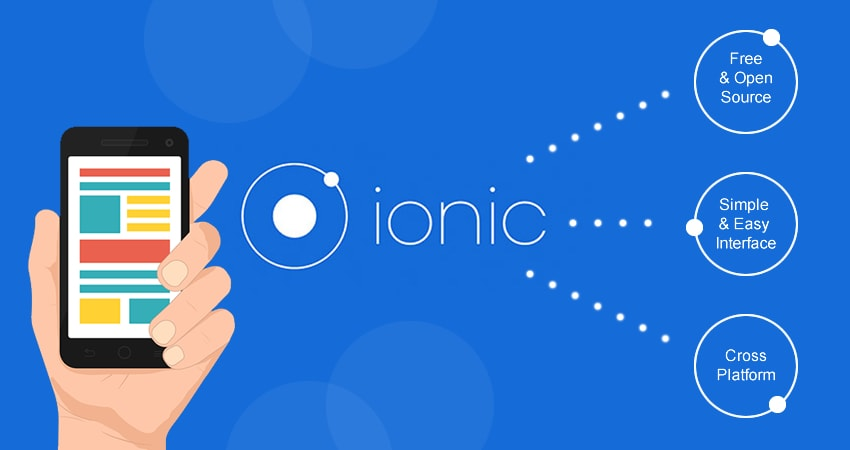 ionic
Free
& Open
Source
Simple
& Easy
Interface
Cross
Platform